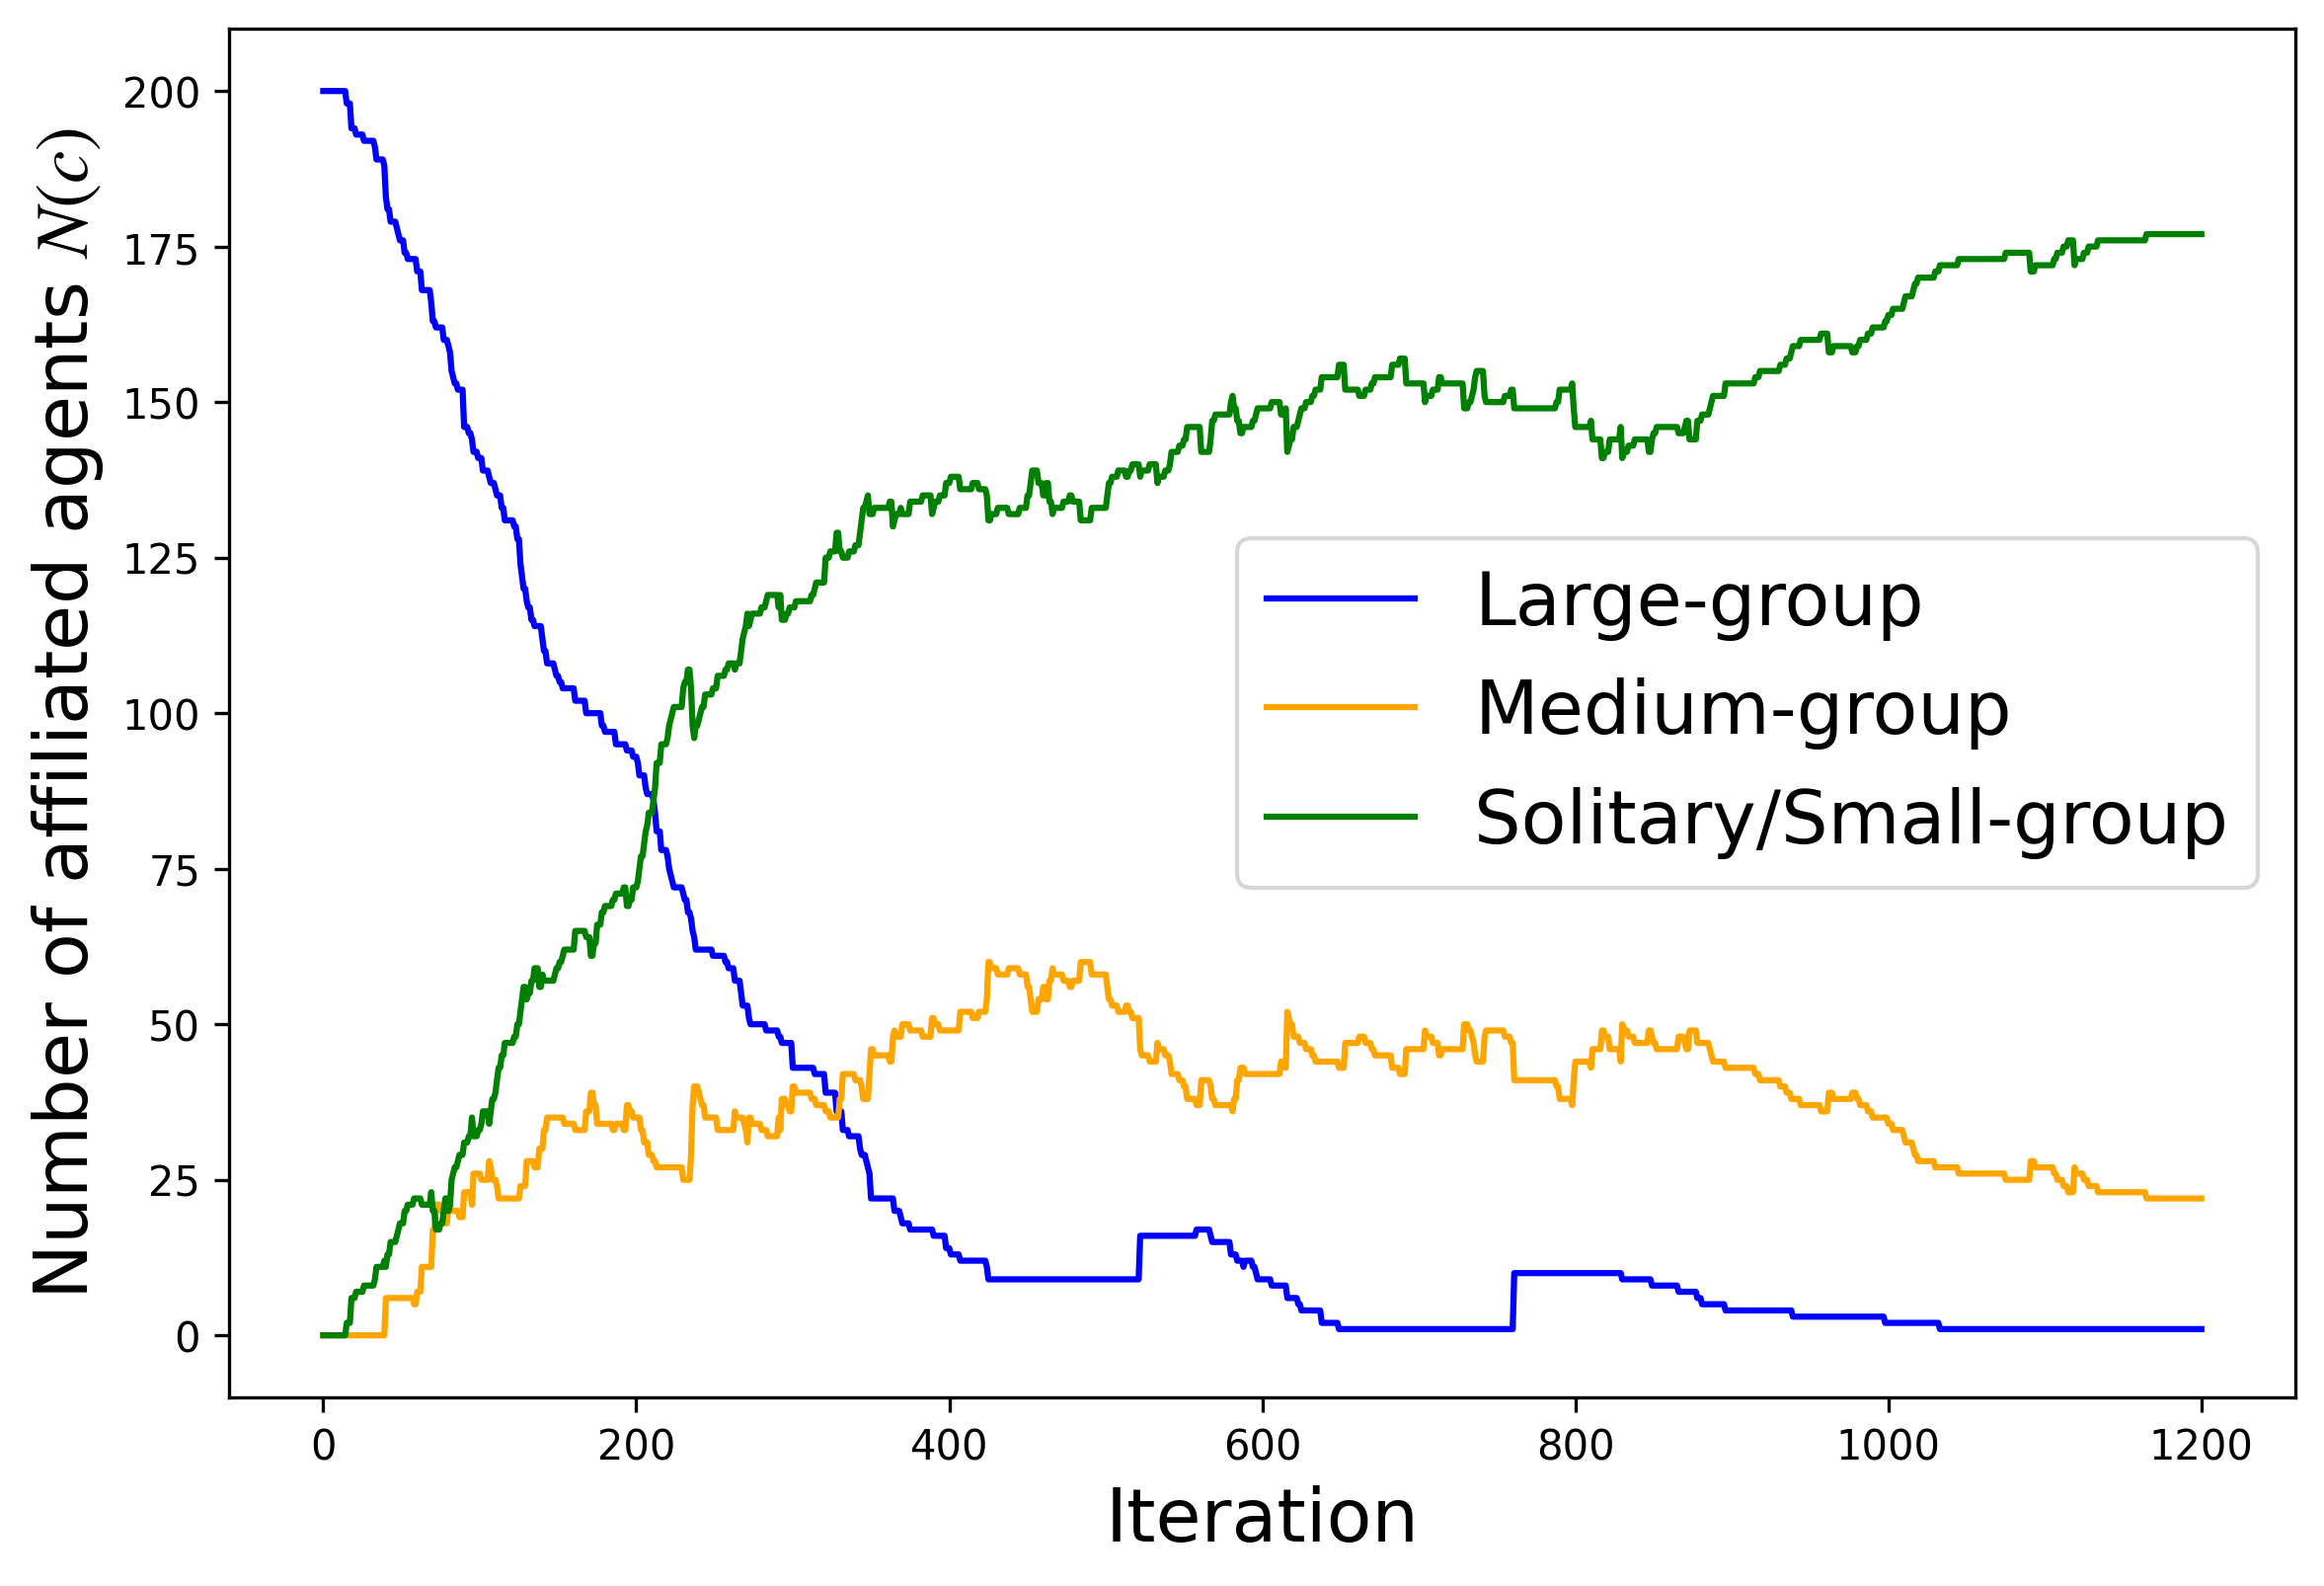 Number of affiliated agents N(c)
200
175
150
125
100
75
50
25
0
Large-group
Medium-group
Solitary/Small-group
0 200 400 600 800 1000 1200
Iteration